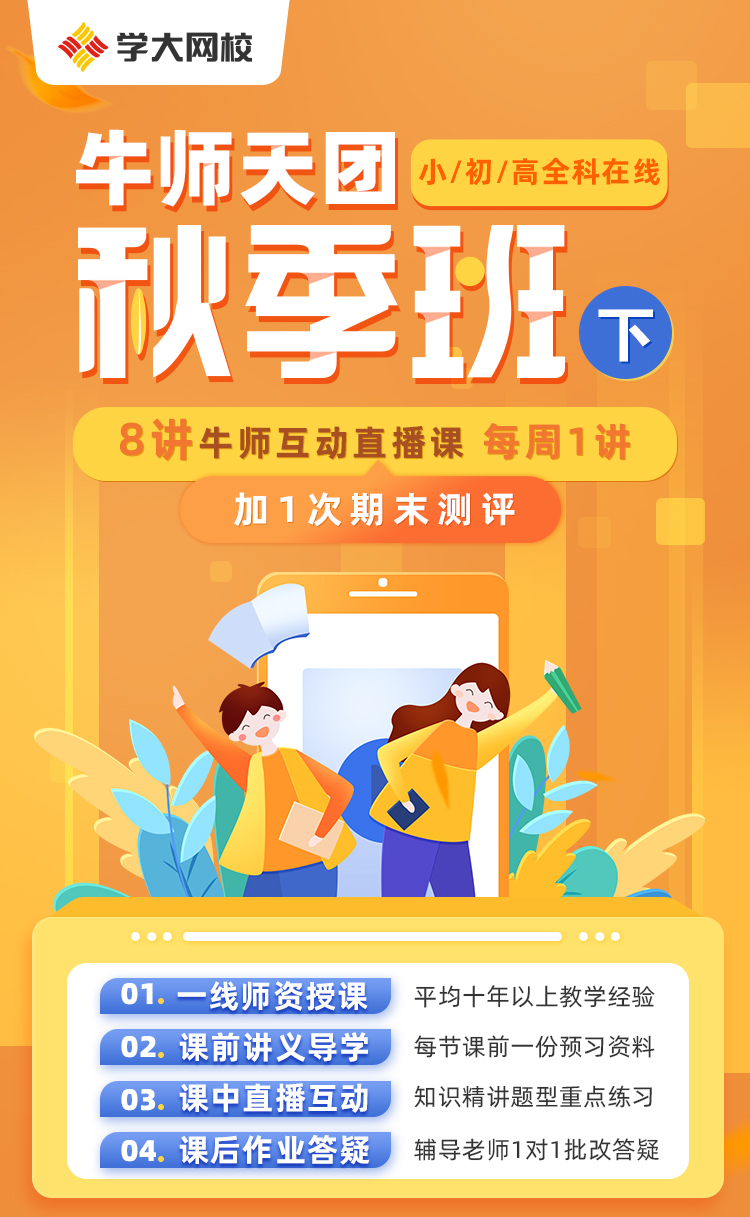 学大网校
牛师天团
小/初/高全科在线
秋季班
下
8讲牛师互动直播课 每周1讲
加1次期末测评
01. 一线师资授课 平均十年以上教学经验
02. 课前讲义导学 每节课前一份预习资料
03. 课中直播互动 知识精讲题型重点练习
04. 课后作业答疑 辅导老师1对1批改答疑